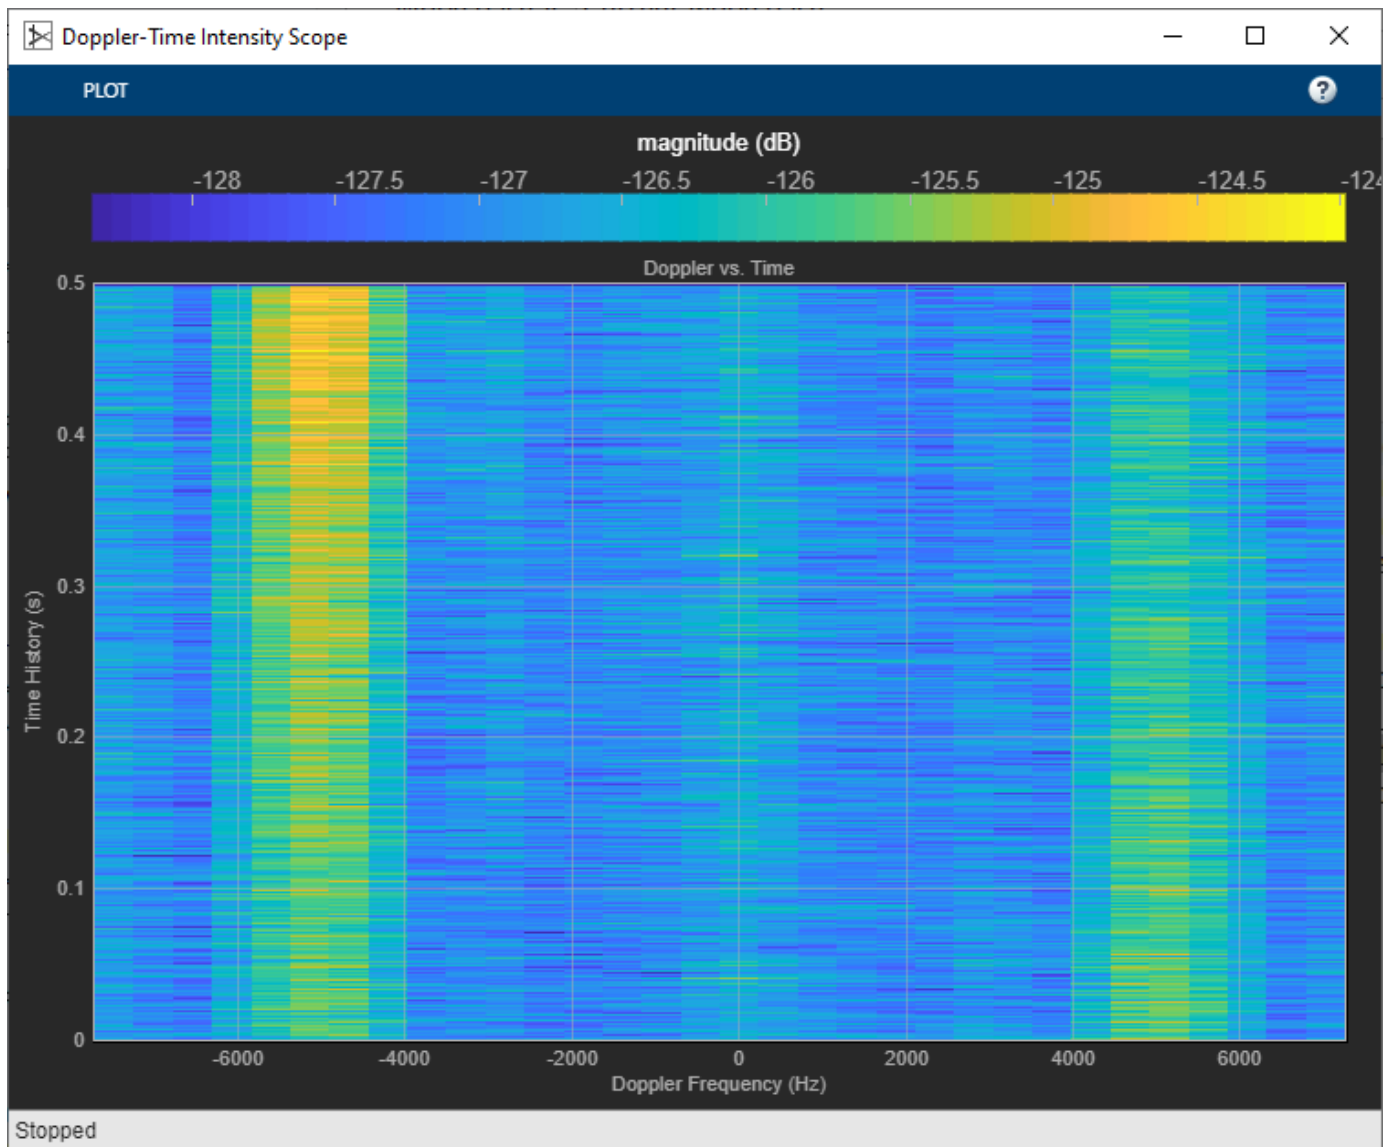 Doppler-Time Intensity Scope
PLOT
?
magnitude (dB)
-128 -127.5 -127 -126.5 -126 -125.5 -125 -124.5 -124
Doppler vs. Time
0.5
0.4
0.3
0.2
0.1
0
Time History (s)
-6000 -4000 -2000 0 2000 4000 6000
Doppler Frequency (Hz)
Stopped